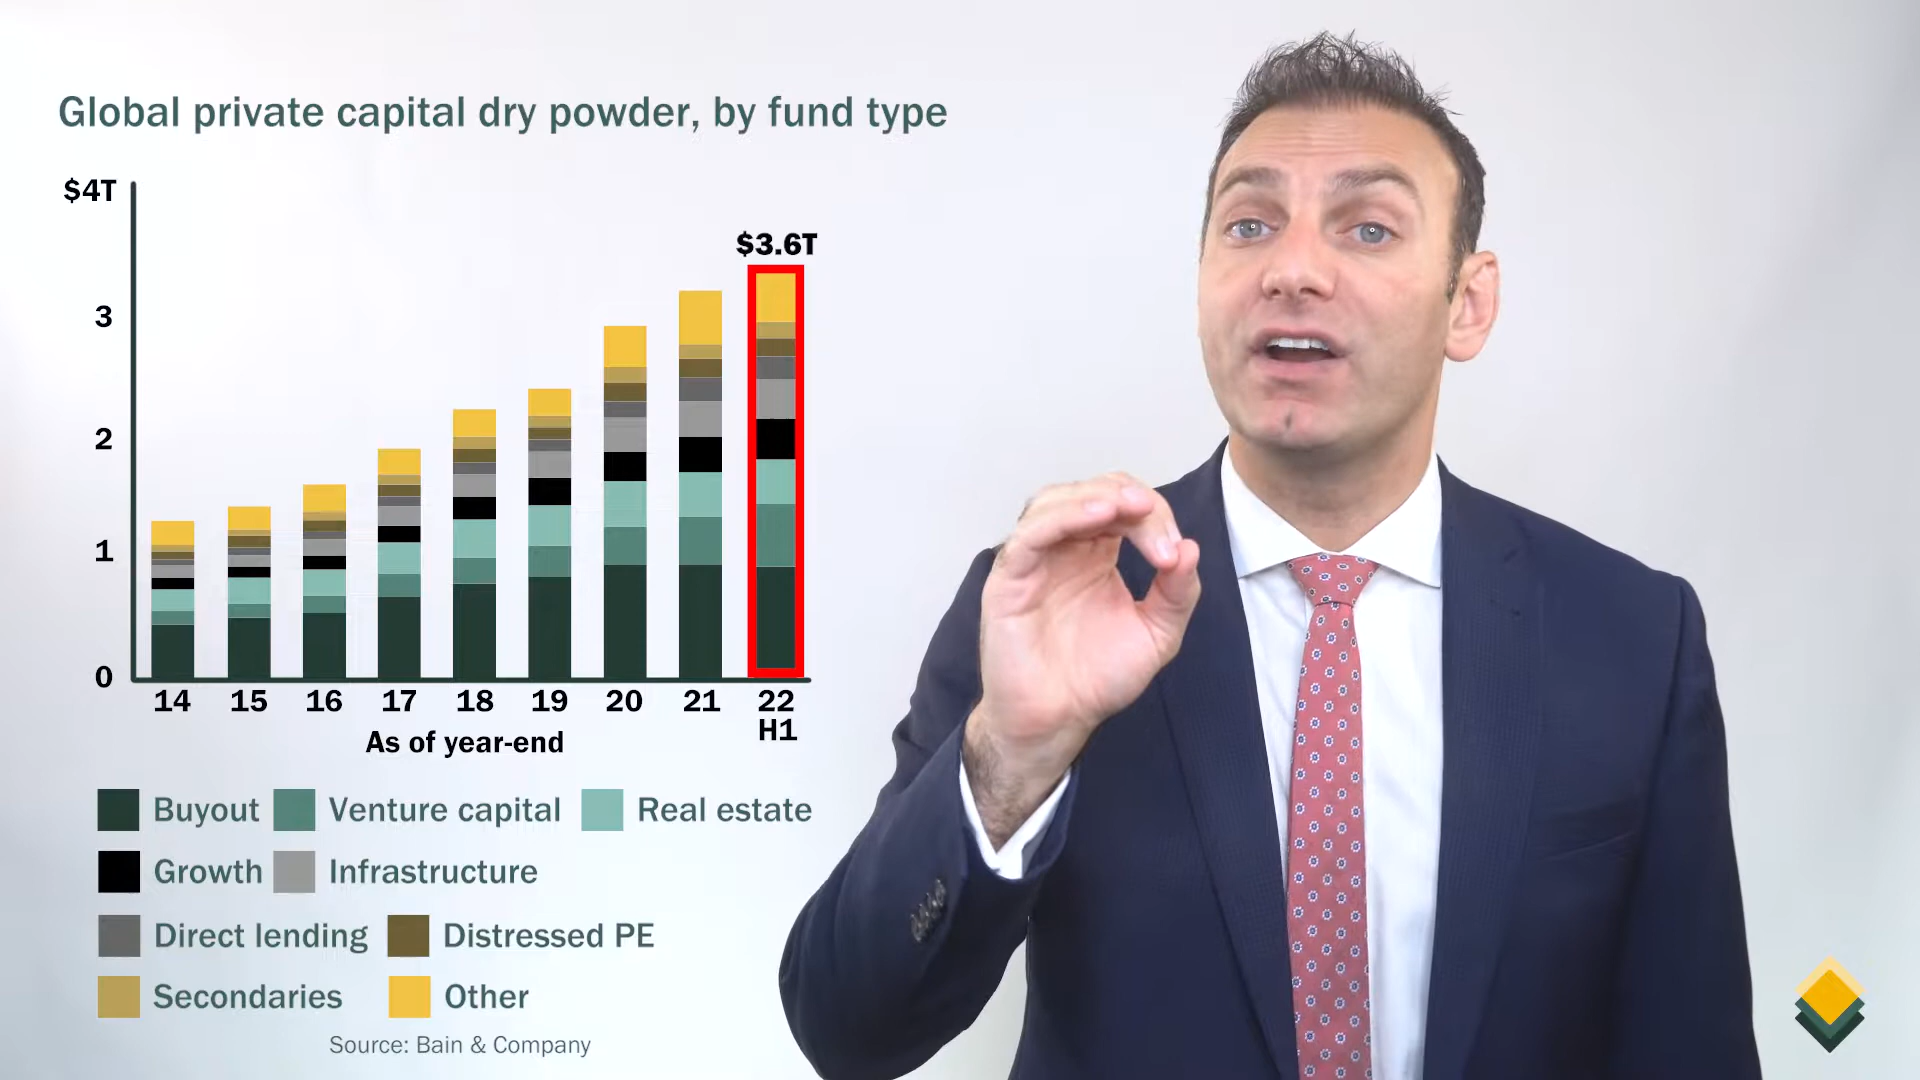 Global private capital dry powder, by fund type
$4T
$3.6T
3
2
1
0
14 15 16 17 18 19 20 21 22
H1
As of year-end
Buyout Venture capital Real estate
Growth Infrastructure
Direct lending Distressed PE
Secondaries Other
Source: Bain & Company